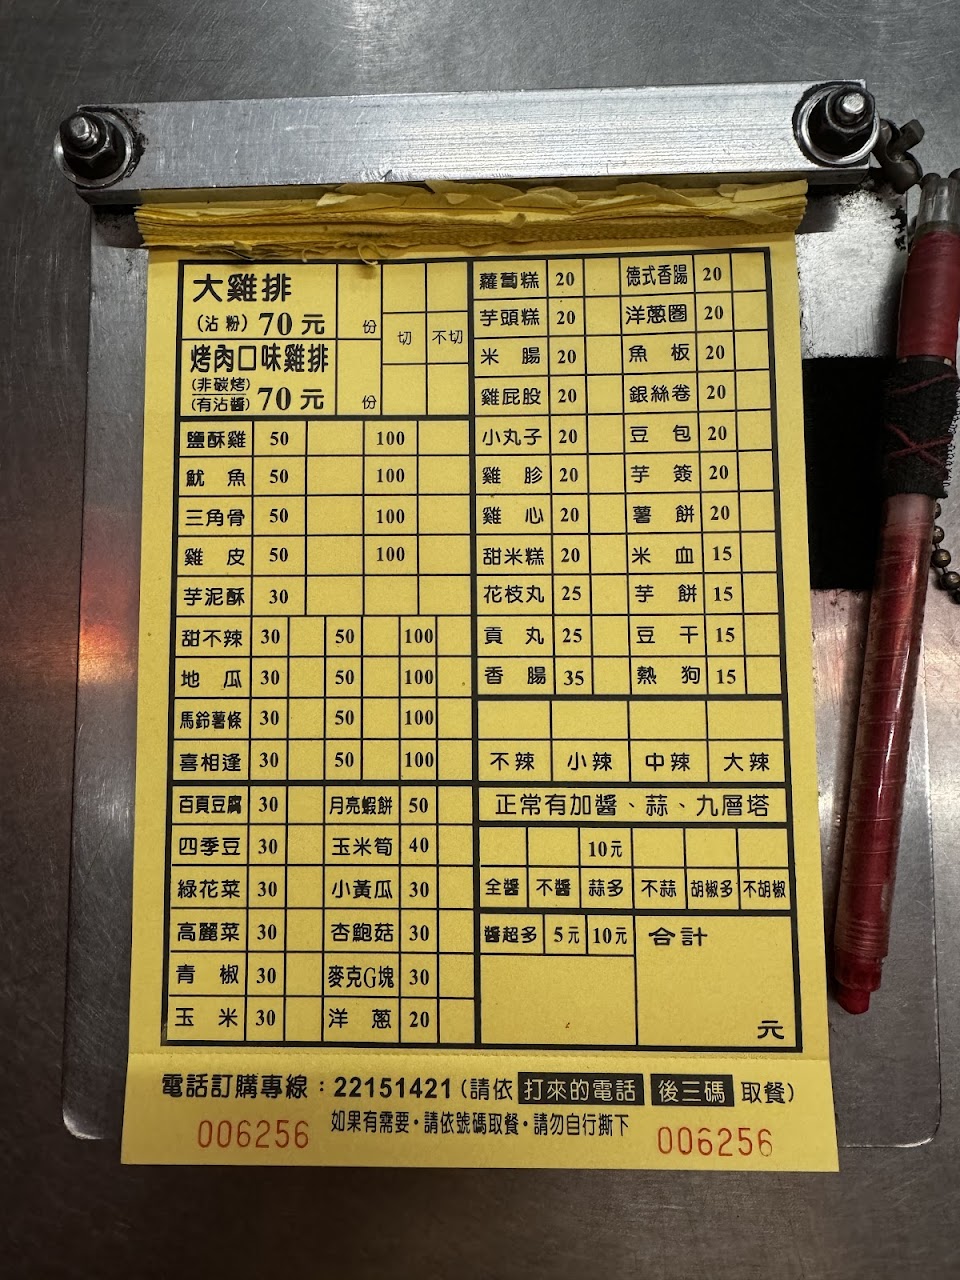 大雞排
(沾粉) 70元 份
切 不切
烤肉口味雞排
(非碳烤)
(有沾醬) 70元 份
鹽酥雞 50 100
魷魚 50 100
三角骨 50 100
雞皮 50 100
芋泥酥 30
甜不辣 30 50 100
地瓜 30 50 100
馬鈴薯條 30 50 100
喜相逢 30 50 100
百頁豆腐 30 月亮蝦餅 50
四季豆 30 玉米筍 40
綠花菜 30 小黃瓜 30
高麗菜 30 杏鮑菇 30
青椒 30 麥克G塊 30
玉米 30 洋蔥 20
蘿蔔糕 20 德式香腸 20
芋頭糕 20 洋蔥圈 20
米腸 20 魚板 20
雞屁股 20 銀絲卷 20
小丸子 20 豆包 20
雞胗 20 芋簽 20
雞心 20 薯餅 20
甜米糕 20 米血 15
花枝丸 25 芋餅 15
貢丸 25 豆干 15
香腸 35 熱狗 15
不辣 小辣 中辣 大辣
正常有加醬、蒜、九層塔
10元
全醬 不醬 蒜多 不蒜 胡椒多 不胡椒
醬超多 5元 10元 合計
元
電話訂購專線：22151421(請依 打來的電話 後三碼 取餐)
如果有需要・請依號碼取餐・請勿自行撕下
006256 006256